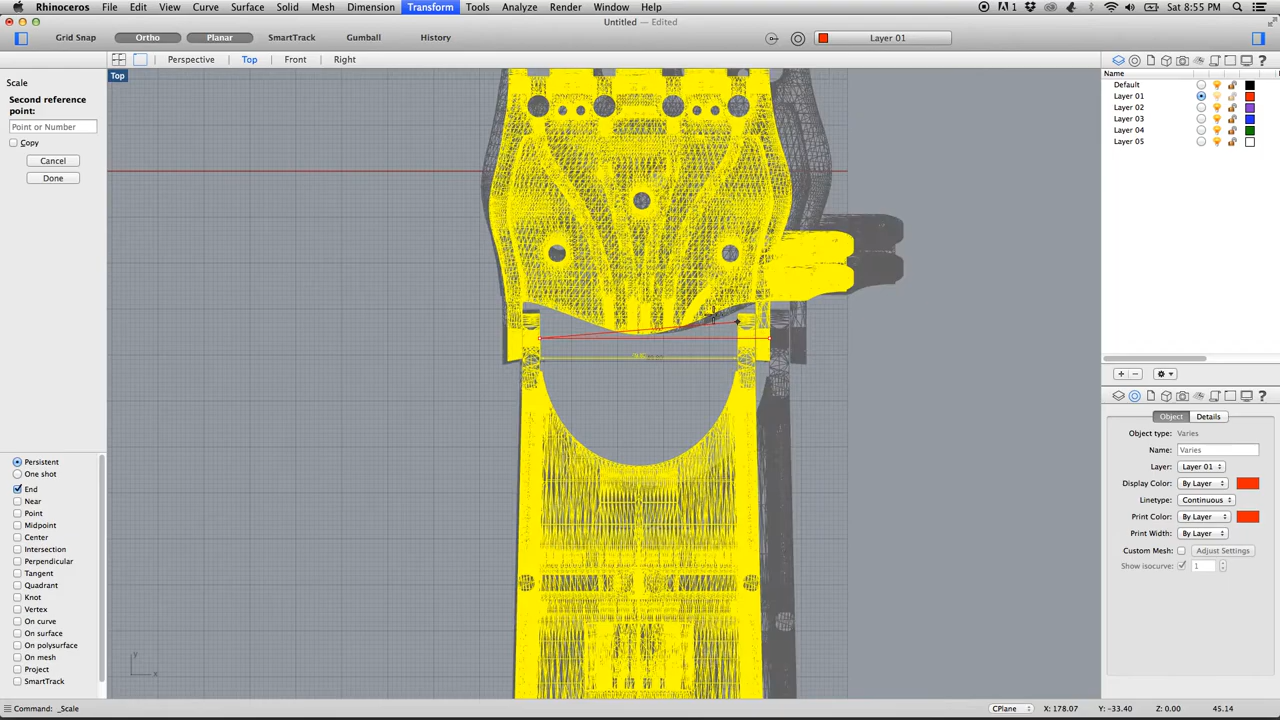 Rhinoceros File Edit View Curve Surface Solids Mesh Dimension Transform Tools Analyze Render Window Help
1 Sat 8:55 PM
Untitled — Edited
Grid Snap Ortho Planar SmartTrack Gumball History Layer 01
Perspective Top Front Right
Top
Scale
Second reference point:
Point or Number
Copy
Cancel
Done
Persistent
One shot
End
Near
Point
Midpoint
Center
Intersection
Perpendicular
Tangent
Quadrant
Knot
Vertex
On curve
On surface
On polysurface
On mesh
Project
SmartTrack
y
x
Name
Default
Layer 01
Layer 02
Layer 03
Layer 04
Layer 05
Object Details
Object type: Varies
Name: Varies
Layer: Layer 01
Display Color: By Layer
Linetype: Continuous
Print Color: By Layer
Print Width: By Layer
Custom Mesh: Adjust Settings
Show isocurve: 1
Command: _Scale
CPlane X: 178.07 Y: -33.40 Z: 0.00 45.14